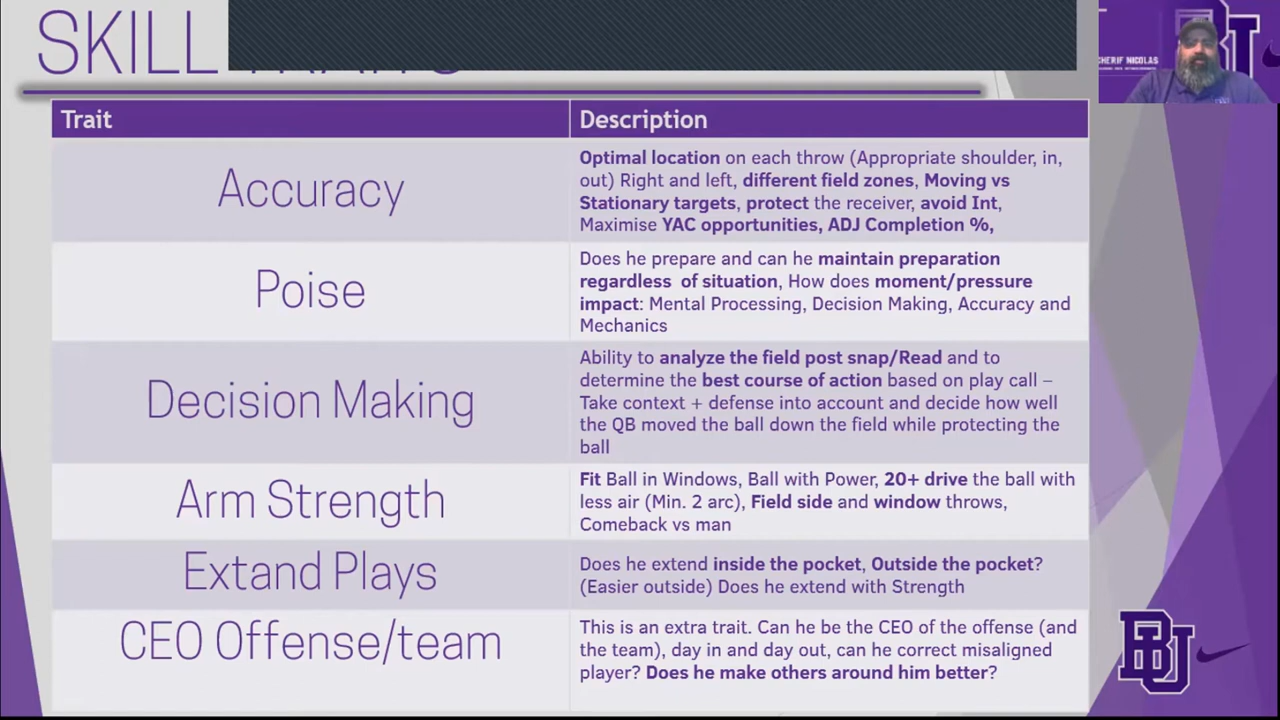 SKILL
Trait
Description
Accuracy
Optimal location on each throw (Appropriate shoulder, in,
out) Right and left, different field zones, Moving vs
Stationary targets, protect the receiver, avoid Int,
Maximise YAC opportunities, ADJ Completion %,
Poise
Does he prepare and can he maintain preparation
regardless of situation, How does moment/pressure
impact: Mental Processing, Decision Making, Accuracy and
Mechanics
Decision Making
Ability to analyze the field post snap/Read and to
determine the best course of action based on play call –
Take context + defense into account and decide how well
the QB moved the ball down the field while protecting the
ball
Arm Strength
Fit Ball in Windows, Ball with Power, 20+ drive the ball with
less air (Min. 2 arc), Field side and window throws,
Comeback vs man
Extand Plays
Does he extend inside the pocket, Outside the pocket?
(Easier outside) Does he extend with Strength
CEO Offense/team
This is an extra trait. Can he be the CEO of the offense (and
the team), day in and day out, can he correct misaligned
player? Does he make others around him better?
CHERIF NICOLAS
BU
BU